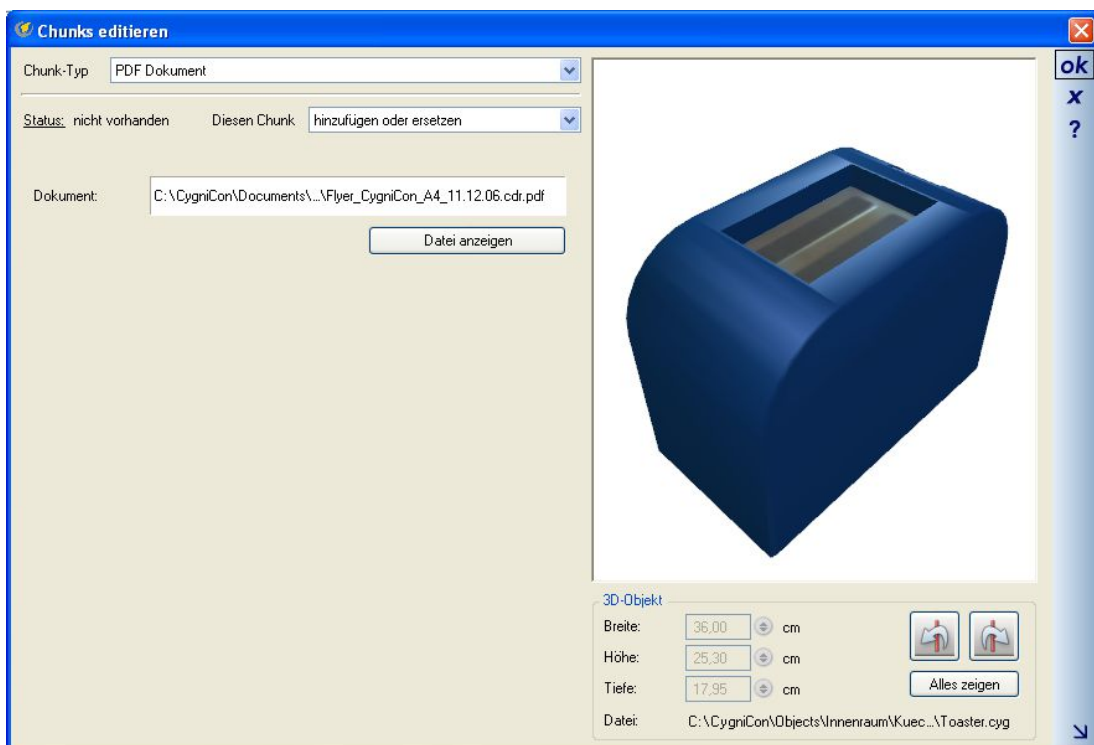 Chunks editieren
Chunk-Typ PDF Dokument
Status: nicht vorhanden Diesen Chunk hinzufügen oder ersetzen
Dokument: C:\CygniCon\Documents\...\Flyer_CygniCon_A4_11.12.06.cdr.pdf
Datei anzeigen
ok
x
?
3D-Objekt
Breite: 36,00 cm
Höhe: 25,30 cm
Tiefe: 17,95 cm
Alles zeigen
Datei: C:\CygniCon\Objects\Innenraum\Kuec...\Toaster.cyg